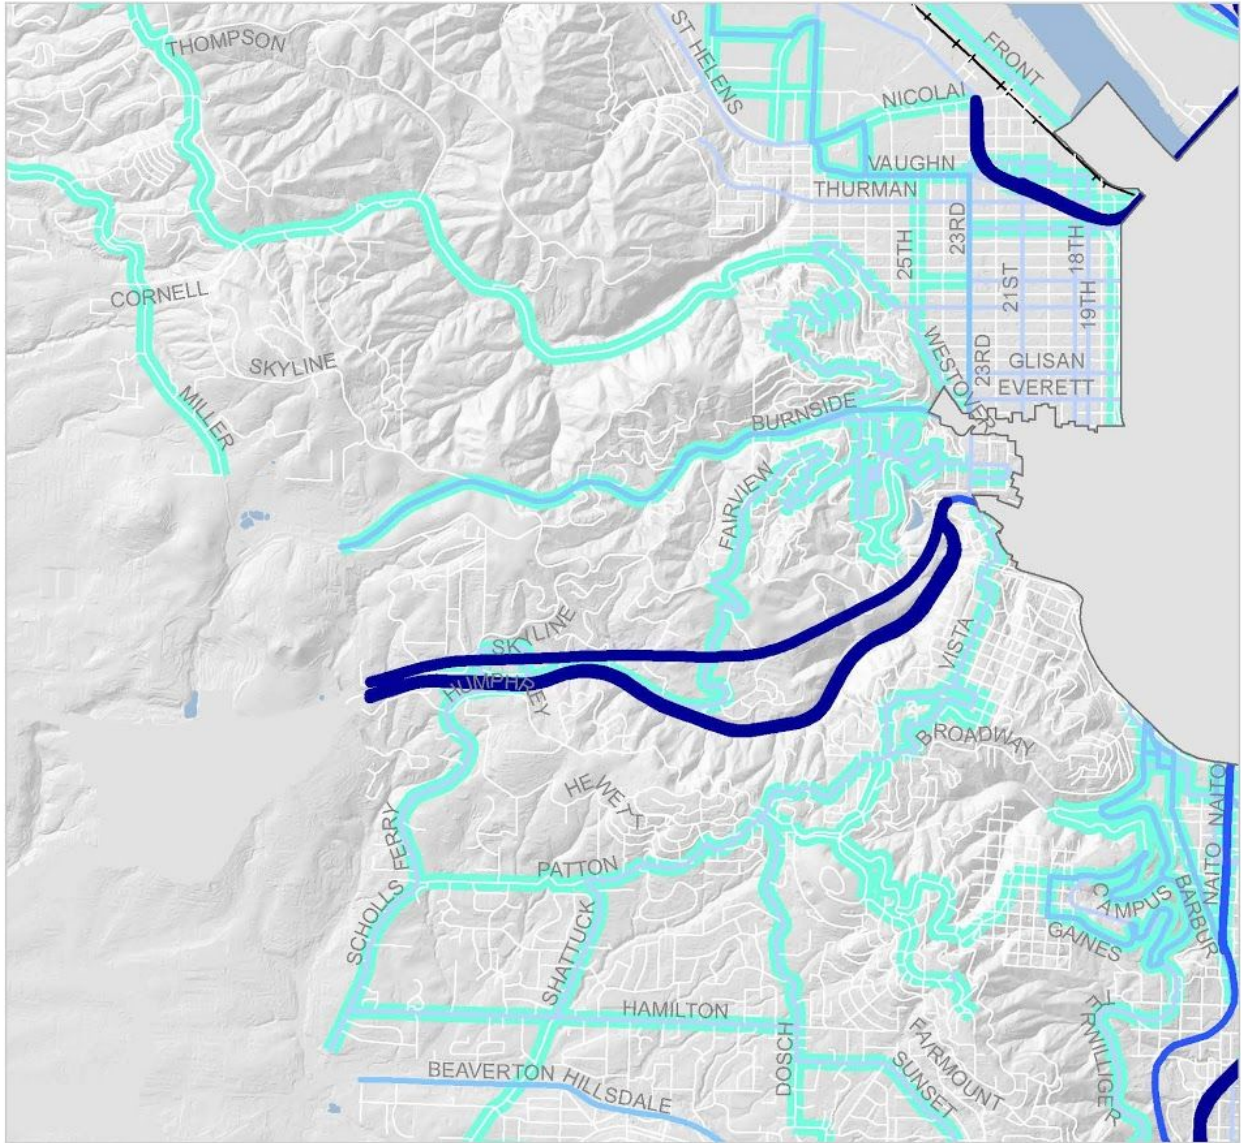 THOMPSON
ST HELENS
FRONT
NICOLAI
VAUGHN
THURMAN
25TH
23RD
21ST
18TH
19TH
CORNELL
SKYLINE
MILLER
WESTOVER
23RD
GLISAN
EVERETT
BURNSIDE
FAIRVIEW
SKYLINE
HUMPHREY
VISTA
BROADWAY
HEWETT
NAITO
NAITO
SCHOLLS FERRY
PATTON
SHATTUCK
CAMPUS
BARBUR
GAINES
HAMILTON
DOSCH
FAIRMOUNT
SUNSET
TERWILLIGER
BEAVERTON HILLSDALE